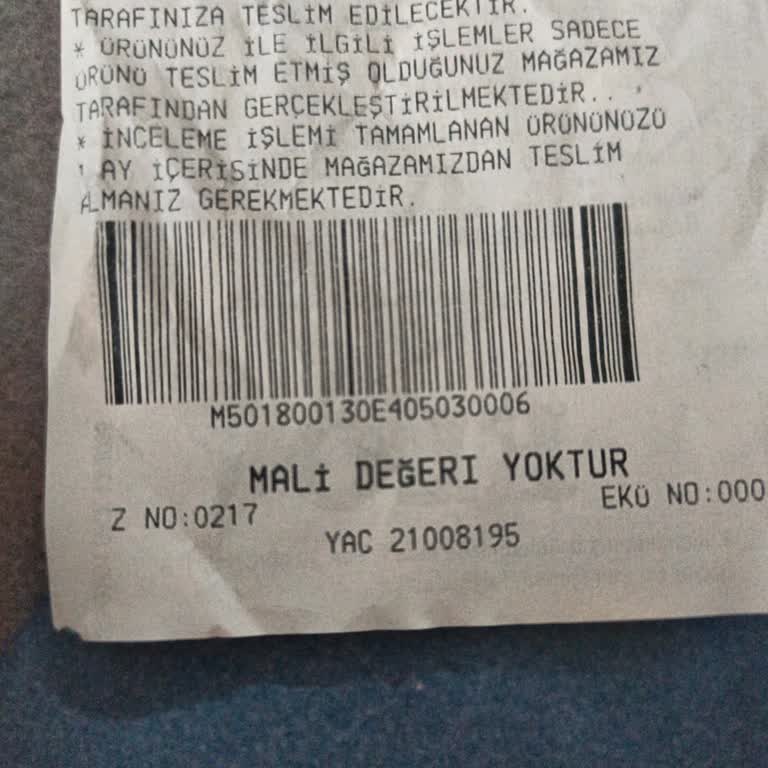 TARAFINIZA TESLİM EDİLECEKTİR.
* ÜRÜNÜNÜZ İLE İLGİLİ İŞLEMLER SADECE
ÜRÜNÜ TESLİM ETMİŞ OLDUĞUNUZ MAĞAZAMIZ
TARAFINDAN GERÇEKLEŞTİRİLMEKTEDİR..
* İNCELEME İŞLEMİ TAMAMLANAN ÜRÜNÜNÜZÜ
1 AY İÇERİSİNDE MAĞAZAMIZDAN TESLİM
ALMANIZ GEREKMEKTEDİR.
M501800130E405030006
MALİ DEĞERI YOKTUR
Z NO:0217 EKÜ NO:000
YAC 21008195